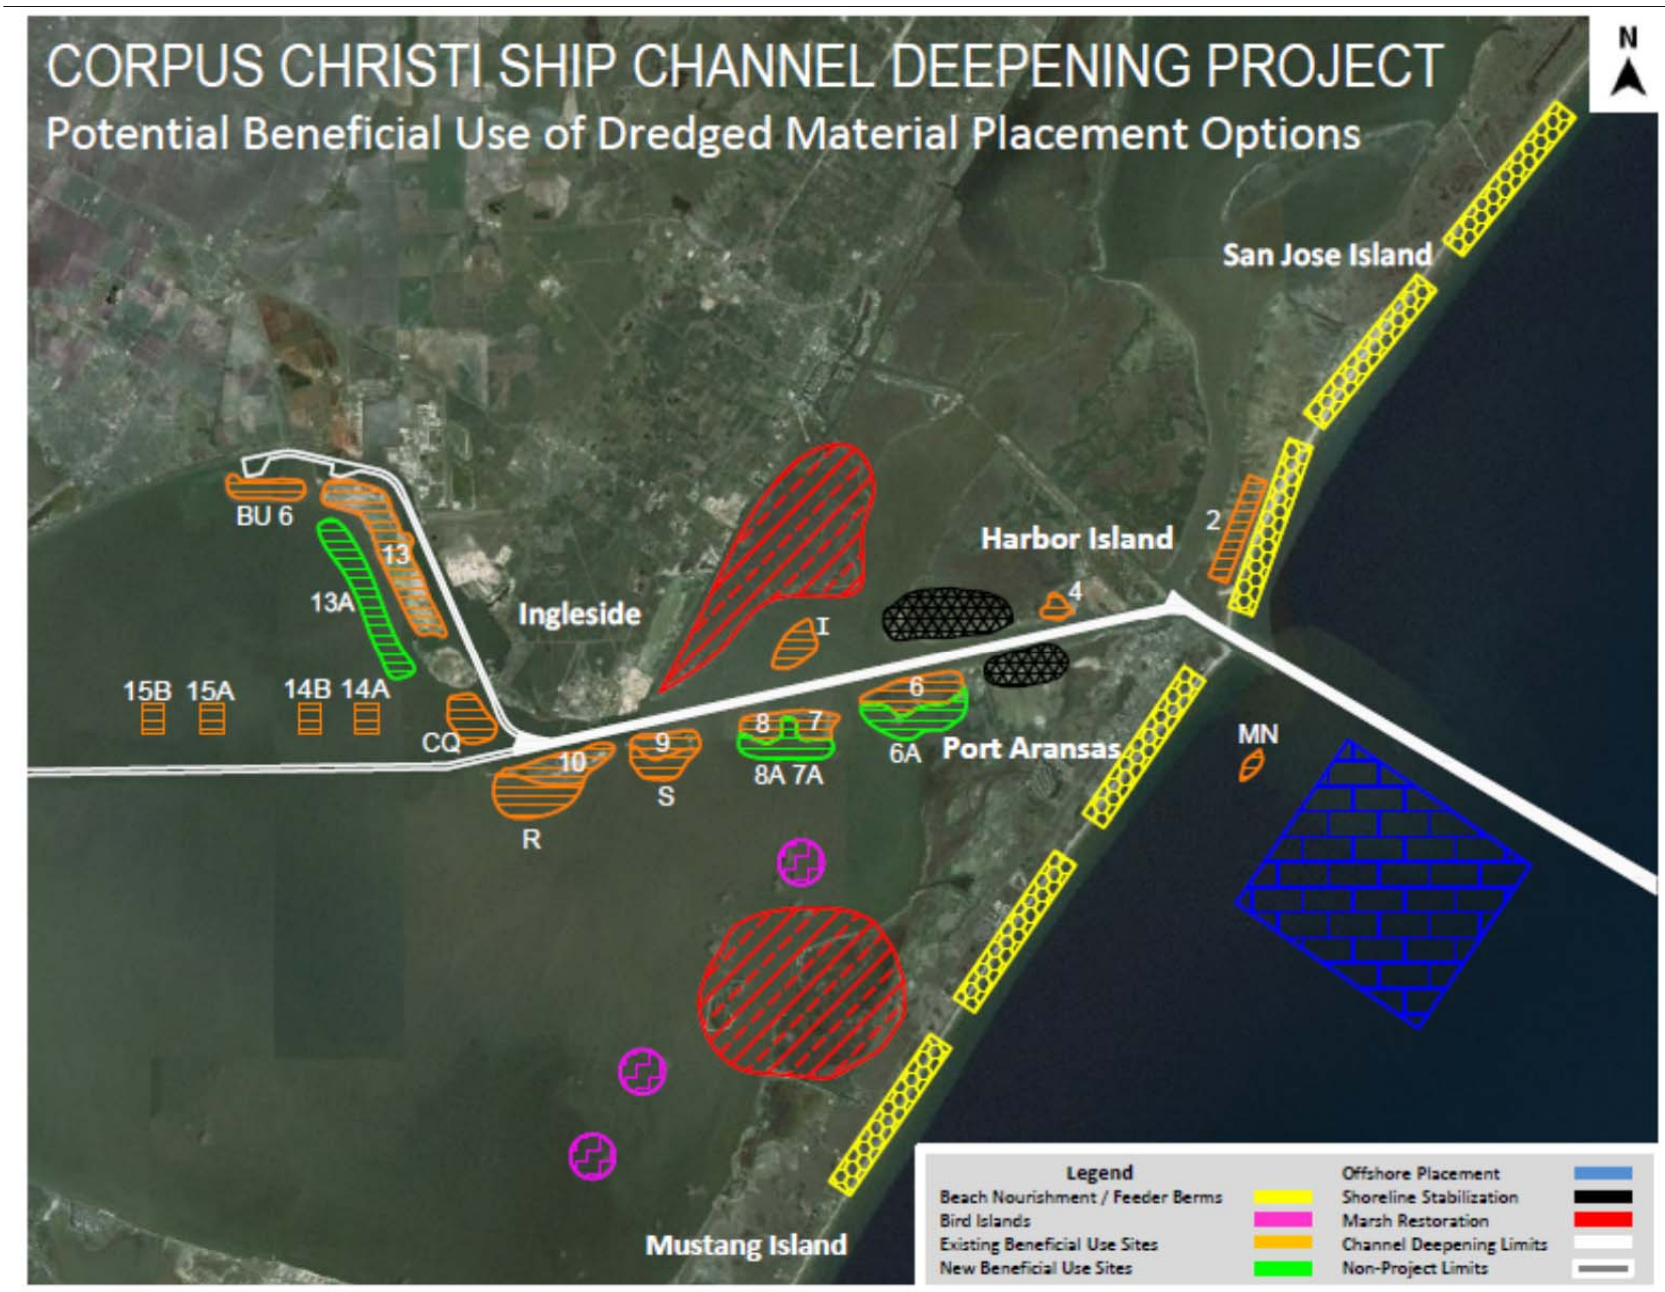 CORPUS CHRISTI SHIP CHANNEL DEEPENING PROJECT
Potential Beneficial Use of Dredged Material Placement Options
N
San Jose Island
BU 6
13
13A
2
Harbor Island
4
Ingleside
I
15B 15A 14B 14A
CQ
6
8 7
9
10
6A
Port Aransas
MN
8A 7A
S
R
Mustang Island
Legend
Beach Nourishment / Feeder Berms
Bird Islands
Existing Beneficial Use Sites
New Beneficial Use Sites
Offshore Placement
Shoreline Stabilization
Marsh Restoration
Channel Deepening Limits
Non-Project Limits